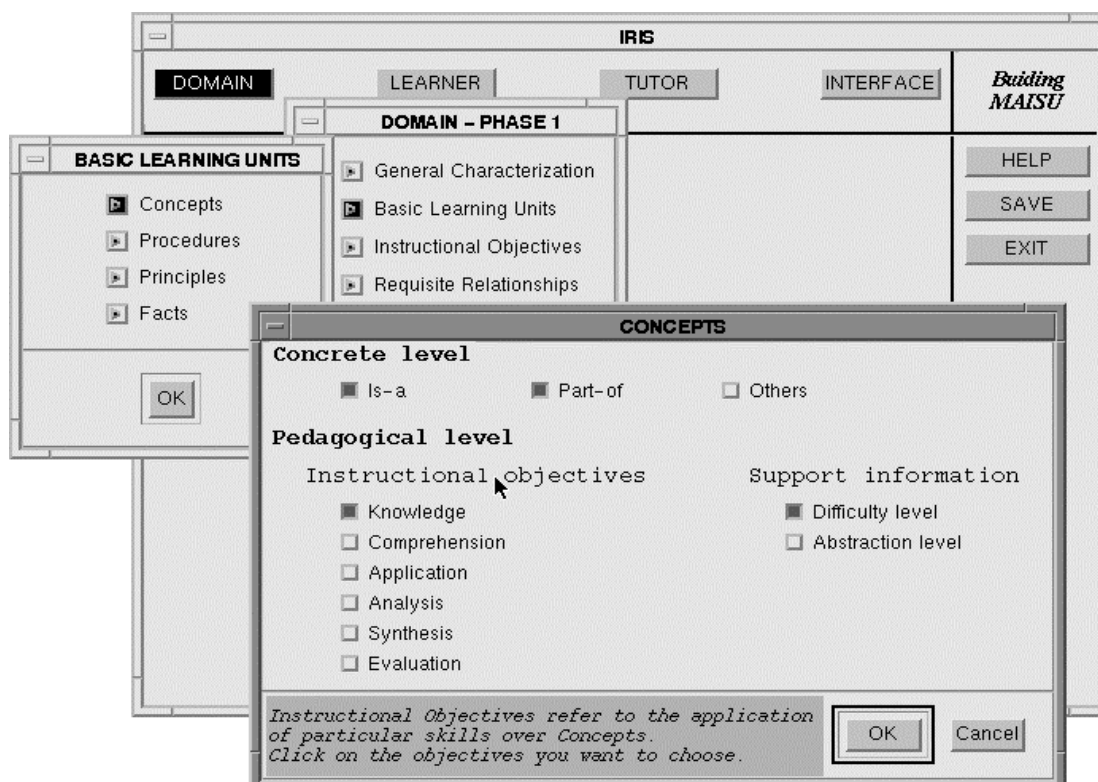 IRIS
DOMAIN LEARNER TUTOR INTERFACE
Buiding
MAISU
HELP
SAVE
EXIT
DOMAIN – PHASE 1
General Characterization
Basic Learning Units
Instructional Objectives
Requisite Relationships
BASIC LEARNING UNITS
Concepts
Procedures
Principles
Facts
OK
CONCEPTS
Concrete level
Is-a Part-of Others
Pedagogical level
Instructional objectives Support information
Knowledge Difficulty level
Comprehension Abstraction level
Application
Analysis
Synthesis
Evaluation
Instructional Objectives refer to the application
of particular skills over Concepts.
Click on the objectives you want to choose.
OK Cancel